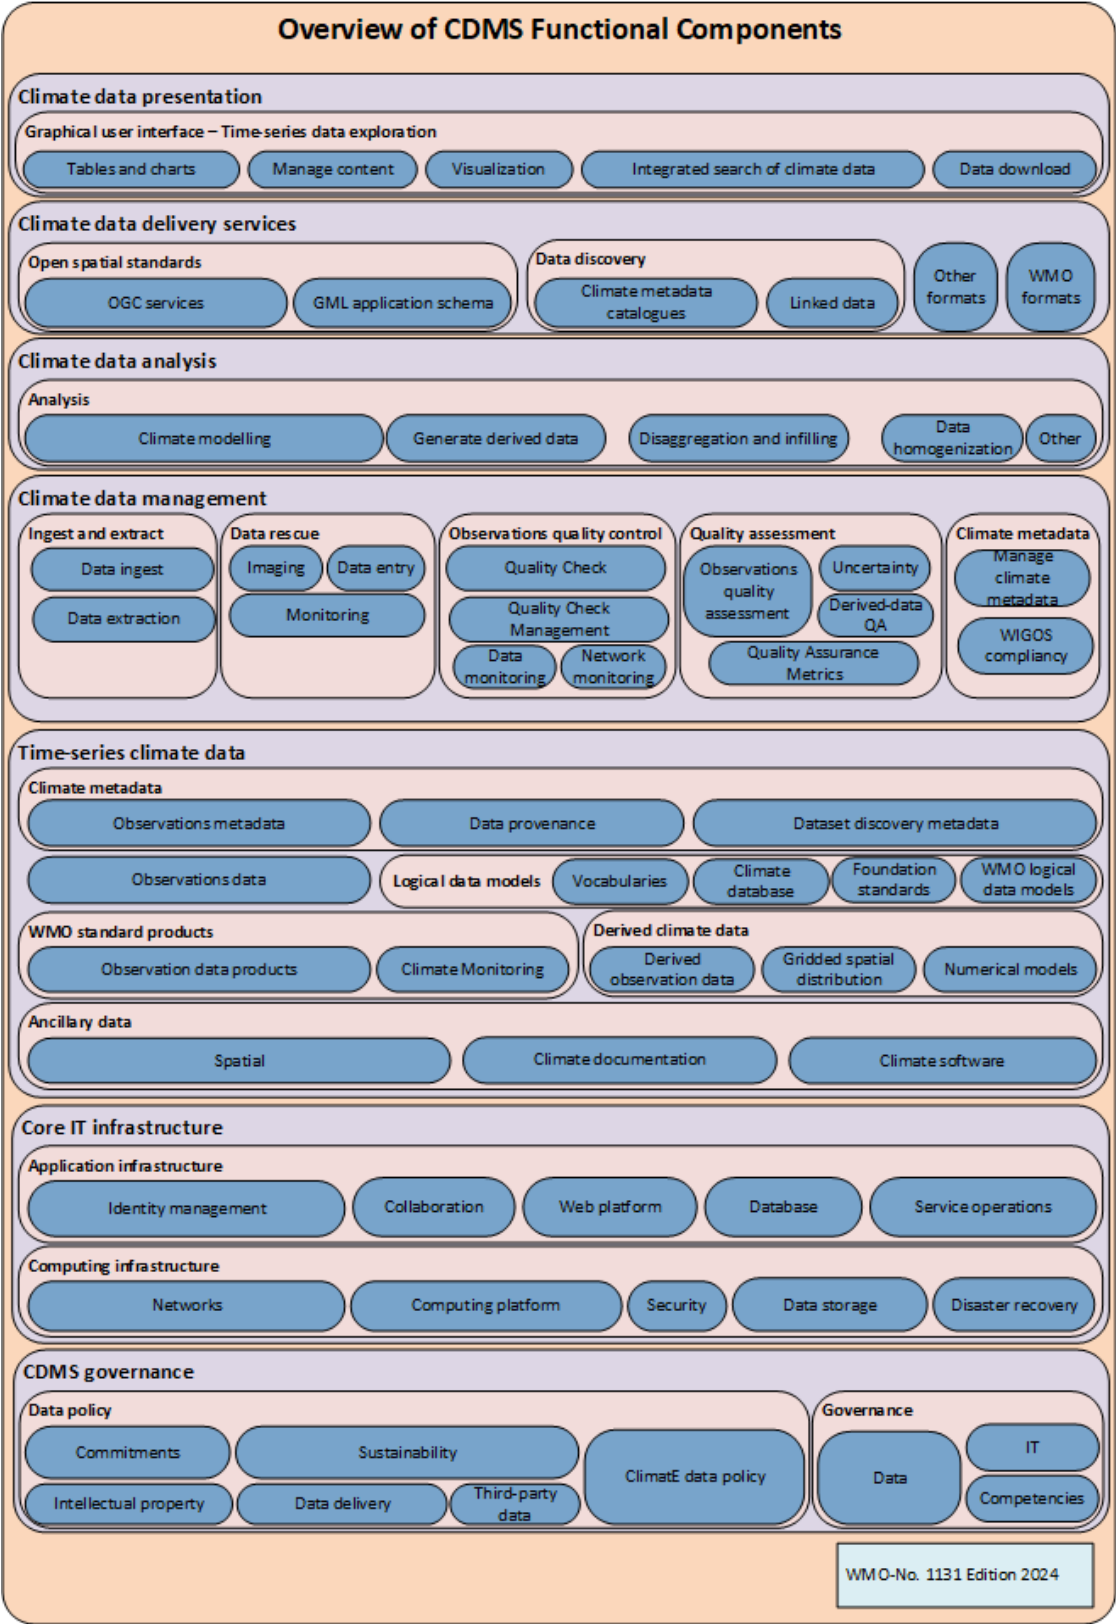 Overview of CDMS Functional Components
Climate data presentation
Graphical user interface – Time-series data exploration
Tables and charts
Manage content
Visualization
Integrated search of climate data
Data download
Climate data delivery services
Open spatial standards
OGC services
GML application schema
Data discovery
Climate metadata
catalogues
Linked data
Other
formats
WMO
formats
Climate data analysis
Analysis
Climate modelling
Generate derived data
Disaggregation and infilling
Data
homogenization
Other
Climate data management
Ingest and extract
Data ingest
Data extraction
Data rescue
Imaging
Data entry
Monitoring
Observations quality control
Quality Check
Quality Check
Management
Data
monitoring
Network
monitoring
Quality assessment
Observations
quality
assessment
Uncertainty
Derived-data
QA
Quality Assurance
Metrics
Climate metadata
Manage
climate
metadata
WIGOS
compliancy
Time-series climate data
Climate metadata
Observations metadata
Data provenance
Dataset discovery metadata
Observations data
Logical data models
Vocabularies
Climate
database
Foundation
standards
WMO logical
data models
WMO standard products
Observation data products
Climate Monitoring
Derived climate data
Derived
observation data
Gridded spatial
distribution
Numerical models
Ancillary data
Spatial
Climate documentation
Climate software
Core IT infrastructure
Application infrastructure
Identity management
Collaboration
Web platform
Database
Service operations
Computing infrastructure
Networks
Computing platform
Security
Data storage
Disaster recovery
CDMS governance
Data policy
Commitments
Sustainability
Intellectual property
Data delivery
Third-party
data
ClimatE data policy
Governance
Data
IT
Competencies
WMO-No. 1131 Edition 2024